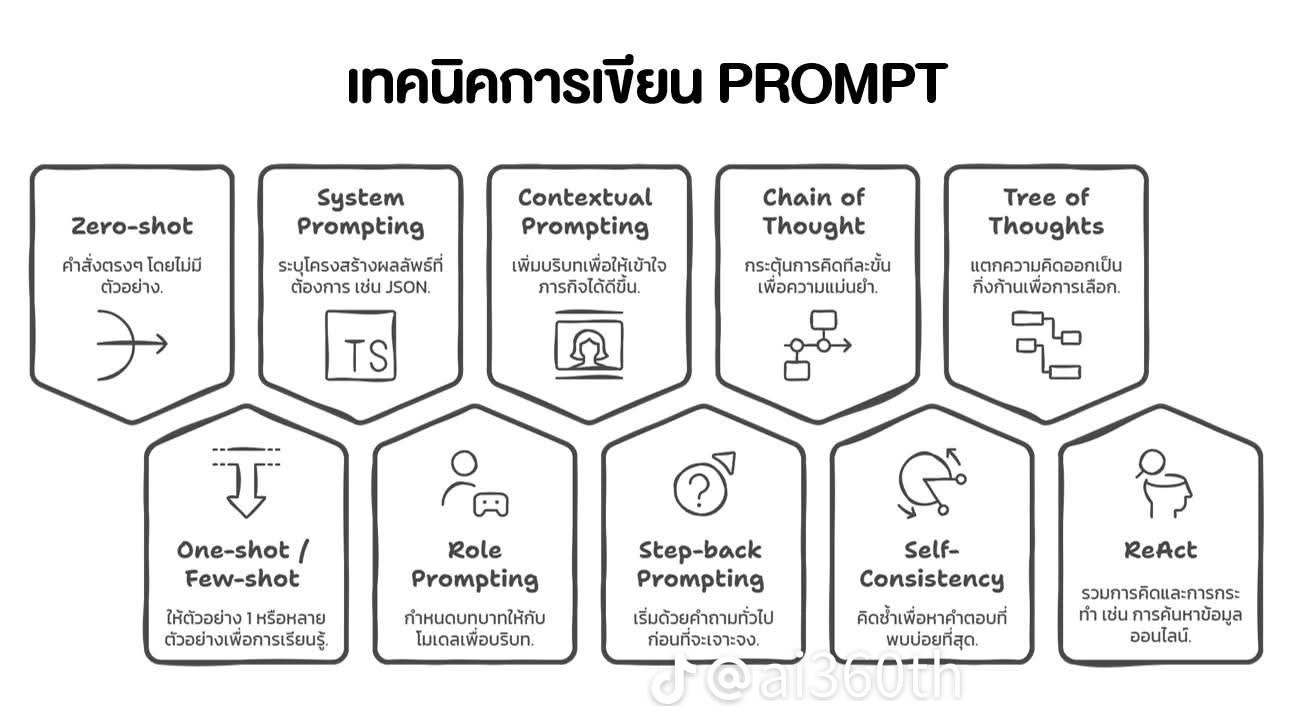 เทคนิคการเขียน PROMPT
Zero-shot
คำสั่งตรงๆ โดยไม่มี
ตัวอย่าง.
System
Prompting
ระบุโครงสร้างผลลัพธ์ที่
ต้องการ เช่น JSON.
TS
Contextual
Prompting
เพิ่มบริบทเพื่อให้เข้าใจ
ภารกิจได้ดีขึ้น.
Chain of
Thought
กระตุ้นการคิดทีละขั้น
เพื่อความแม่นยำ.
Tree of
Thoughts
แตกความคิดออกเป็น
กิ่งก้านเพื่อการเลือก.
One-shot /
Few-shot
ให้ตัวอย่าง 1 หรือหลาย
ตัวอย่างเพื่อการเรียนรู้.
Role
Prompting
กำหนดบทบาทให้กับ
โมเดลเพื่อบริบท.
?
Step-back
Prompting
เริ่มด้วยคำถามทั่วไป
ก่อนที่จะเจาะจง.
Self-
Consistency
คิดซ้ำเพื่อหาคำตอบที่
พบบ่อยที่สุด.
ReAct
รวมการคิดและการกระ
ทำ เช่น การค้นหาข้อมูล
ออนไลน์.
@ai360th